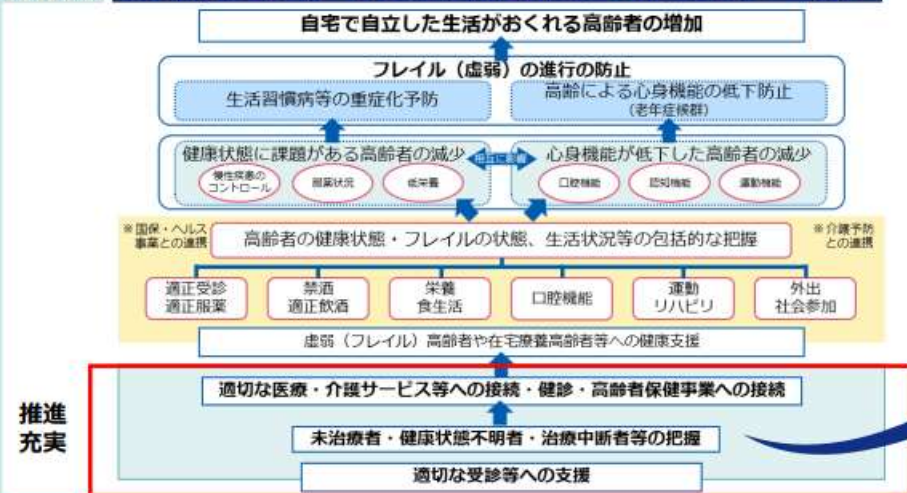 自宅で自立した生活がおくれる高齢者の増加
フレイル（虚弱）の進行の防止
生活習慣病等の重症化予防
高齢による心身機能の低下防止
（老年症候群）
健康状態に課題がある高齢者の減少
相互に影響
心身機能が低下した高齢者の減少
慢性疾患の
コントロール
服薬状況
低栄養
口腔機能
認知機能
運動機能
※国保・ヘルス
事業との連携
高齢者の健康状態・フレイルの状態、生活状況等の包括的な把握
※介護予防
との連携
適正受診
適正服薬
禁酒
適正飲酒
栄養
食生活
口腔機能
運動
リハビリ
外出
社会参加
虚弱（フレイル）高齢者や在宅療養高齢者等への健康支援
適切な医療・介護サービス等への接続・健診・高齢者保健事業への接続
推進
充実
未治療者・健康状態不明者・治療中断者等の把握
適切な受診等への支援